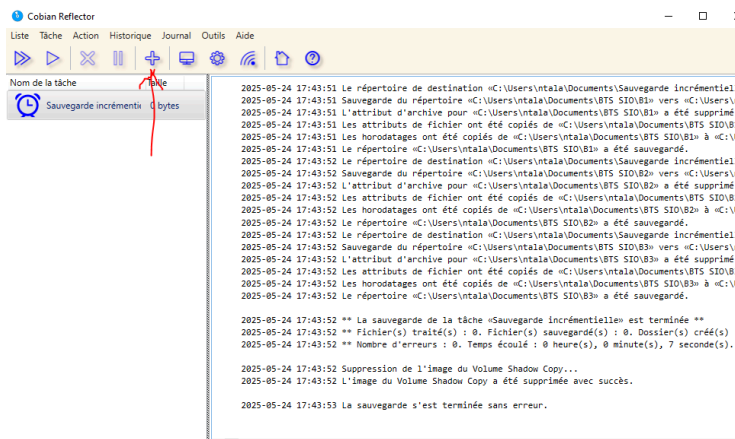 Cobian Reflector
Liste Tâche Action Historique Journal Outils Aide
Nom de la tâche Taille
Sauvegarde incrémentie 0 bytes
2025-05-24 17:43:51 Le répertoire de destination «C:\Users\ntala\Documents\Sauvegarde incrémentiel
2025-05-24 17:43:51 Sauvegarde du répertoire «C:\Users\ntala\Documents\BTS SIO\B1» vers «C:\Users\
2025-05-24 17:43:51 L'attribut d'archive pour «C:\Users\ntala\Documents\BTS SIO\B1» a été supprimé
2025-05-24 17:43:51 Les attributs de fichier ont été copiés de «C:\Users\ntala\Documents\BTS SIO\B
2025-05-24 17:43:51 Les horodatages ont été copiés de «C:\Users\ntala\Documents\BTS SIO\B1» à «C:\
2025-05-24 17:43:51 Le répertoire «C:\Users\ntala\Documents\BTS SIO\B1» a été sauvegardé.
2025-05-24 17:43:52 Le répertoire de destination «C:\Users\ntala\Documents\Sauvegarde incrémentiel
2025-05-24 17:43:52 Sauvegarde du répertoire «C:\Users\ntala\Documents\BTS SIO\B2» vers «C:\Users\
2025-05-24 17:43:52 L'attribut d'archive pour «C:\Users\ntala\Documents\BTS SIO\B2» a été supprimé
2025-05-24 17:43:52 Les attributs de fichier ont été copiés de «C:\Users\ntala\Documents\BTS SIO\B
2025-05-24 17:43:52 Les horodatages ont été copiés de «C:\Users\ntala\Documents\BTS SIO\B2» à «C:\
2025-05-24 17:43:52 Le répertoire «C:\Users\ntala\Documents\BTS SIO\B2» a été sauvegardé.
2025-05-24 17:43:52 Le répertoire de destination «C:\Users\ntala\Documents\Sauvegarde incrémentiel
2025-05-24 17:43:52 Sauvegarde du répertoire «C:\Users\ntala\Documents\BTS SIO\B3» vers «C:\Users\
2025-05-24 17:43:52 L'attribut d'archive pour «C:\Users\ntala\Documents\BTS SIO\B3» a été supprimé
2025-05-24 17:43:52 Les attributs de fichier ont été copiés de «C:\Users\ntala\Documents\BTS SIO\B
2025-05-24 17:43:52 Les horodatages ont été copiés de «C:\Users\ntala\Documents\BTS SIO\B3» à «C:\
2025-05-24 17:43:52 Le répertoire «C:\Users\ntala\Documents\BTS SIO\B3» a été sauvegardé.
2025-05-24 17:43:52 ** La sauvegarde de la tâche «Sauvegarde incrémentielle» est terminée **
2025-05-24 17:43:52 ** Fichier(s) traité(s) : 0. Fichier(s) sauvegardé(s) : 0. Dossier(s) créé(s)
2025-05-24 17:43:52 ** Nombre d'erreurs : 0. Temps écoulé : 0 heure(s), 0 minute(s), 7 seconde(s).
2025-05-24 17:43:52 Suppression de l'image du Volume Shadow Copy...
2025-05-24 17:43:52 L'image du Volume Shadow Copy a été supprimée avec succès.
2025-05-24 17:43:53 La sauvegarde s'est terminée sans erreur.